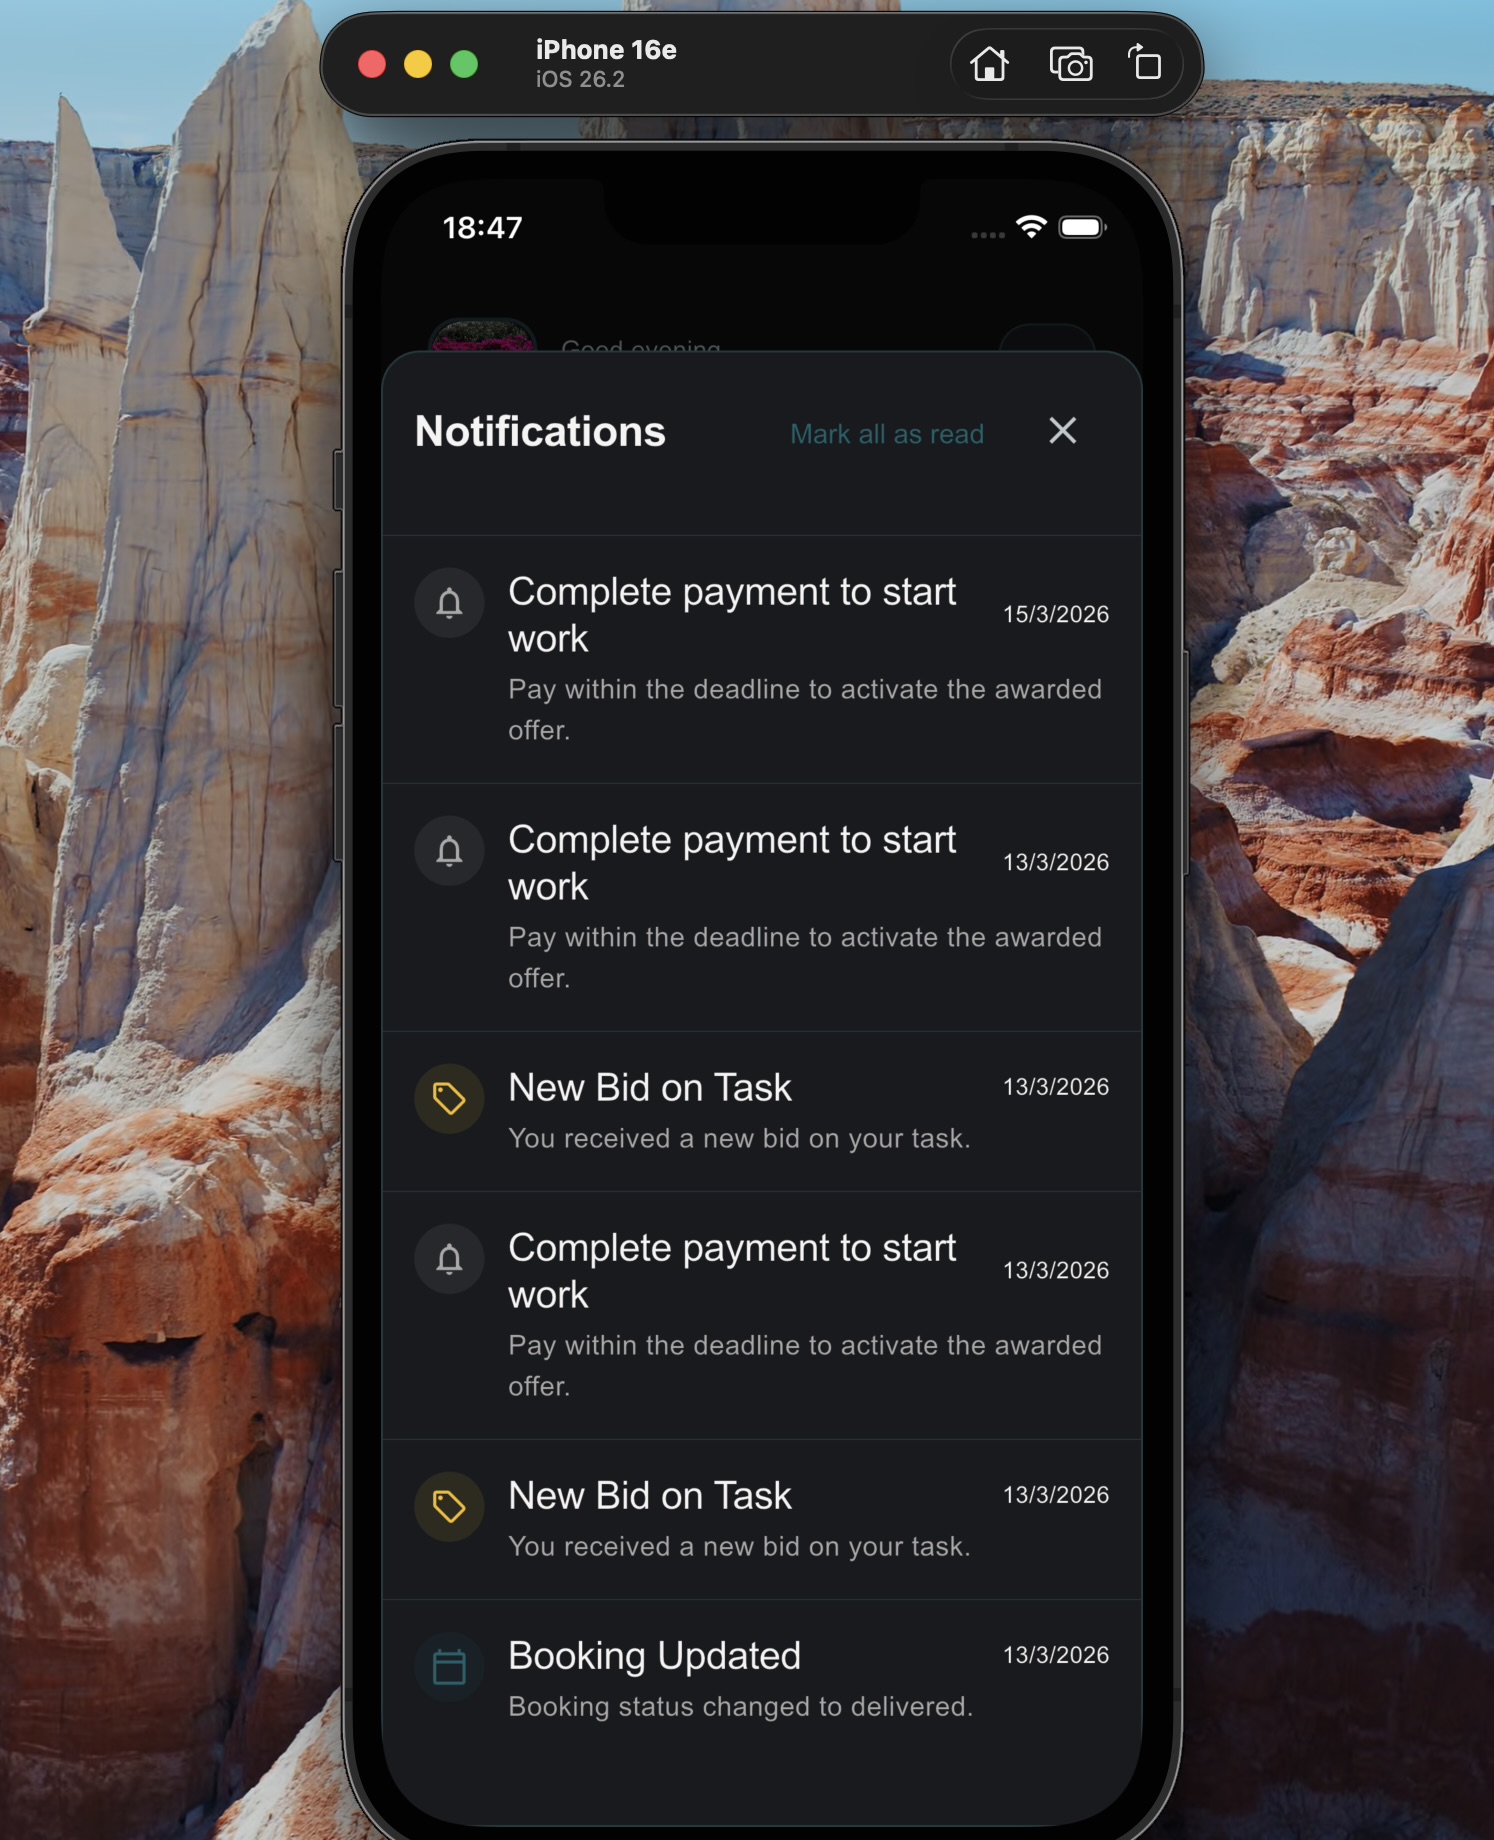 iPhone 16e
iOS 26.2
18:47
Good evening
Notifications
Mark all as read
Complete payment to start
work
15/3/2026
Pay within the deadline to activate the awarded
offer.
Complete payment to start
work
13/3/2026
Pay within the deadline to activate the awarded
offer.
New Bid on Task
13/3/2026
You received a new bid on your task.
Complete payment to start
work
13/3/2026
Pay within the deadline to activate the awarded
offer.
New Bid on Task
13/3/2026
You received a new bid on your task.
Booking Updated
13/3/2026
Booking status changed to delivered.